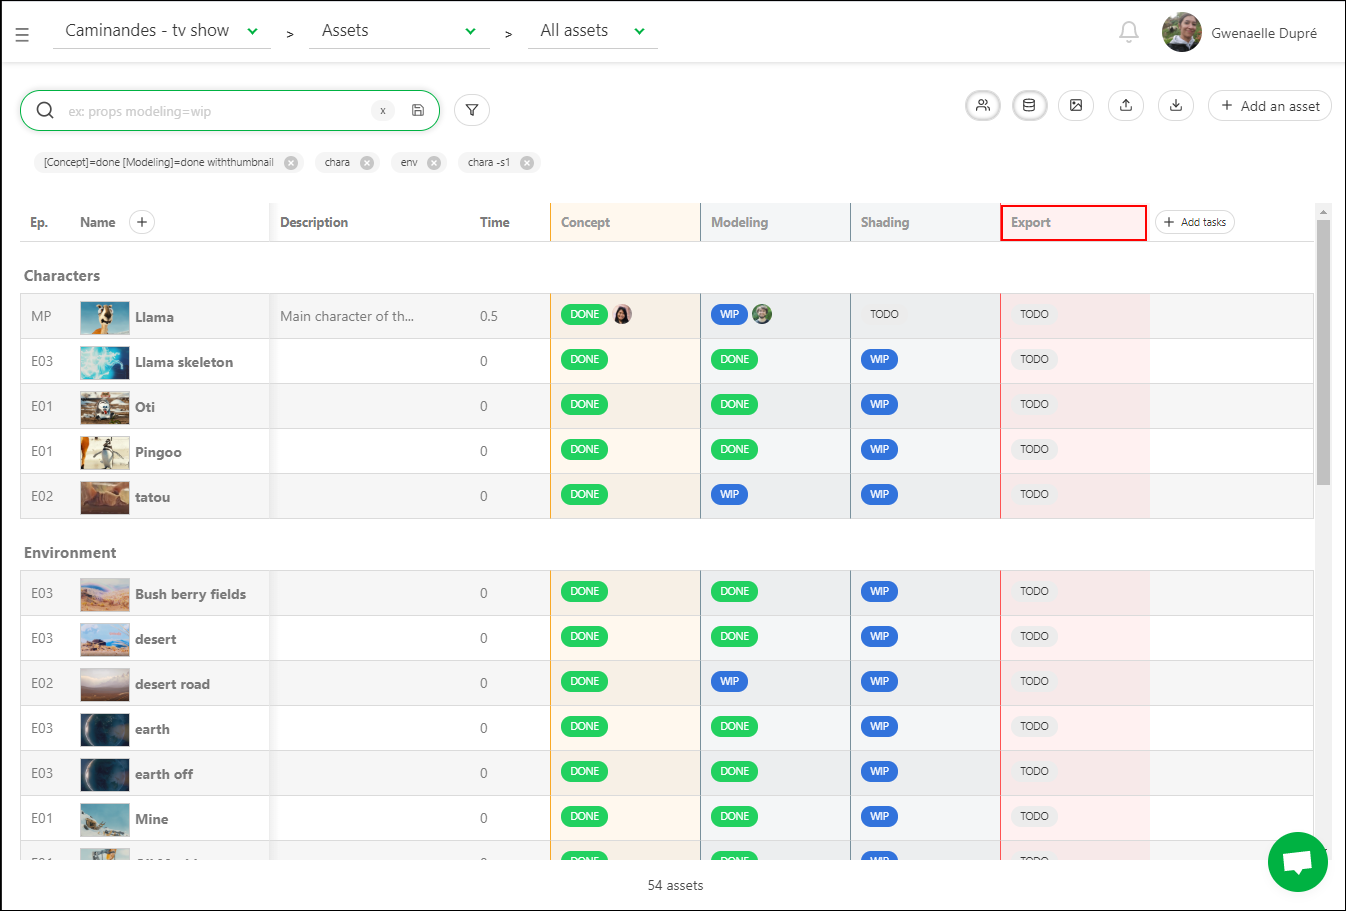 Caminandes - tv show > Assets > All assets Gwenaelle Dupré
ex: props modeling=wip x + Add an asset
[Concept]=done [Modeling]=done withthumbnail chara env chara -s1
Ep. Name + Description Time Concept Modeling Shading Export + Add tasks
Characters
MP Llama Main character of th... 0.5 DONE WIP TODO TODO
E03 Llama skeleton 0 DONE DONE WIP TODO
E01 Oti 0 DONE DONE WIP TODO
E01 Pingoo 0 DONE DONE WIP TODO
E02 tatou 0 DONE WIP WIP TODO
Environment
E03 Bush berry fields 0 DONE DONE WIP TODO
E03 desert 0 DONE DONE WIP TODO
E02 desert road 0 DONE WIP WIP TODO
E03 earth 0 DONE DONE WIP TODO
E03 earth off 0 DONE DONE WIP TODO
E01 Mine 0 DONE DONE WIP TODO
DONE DONE WIP TODO
54 assets